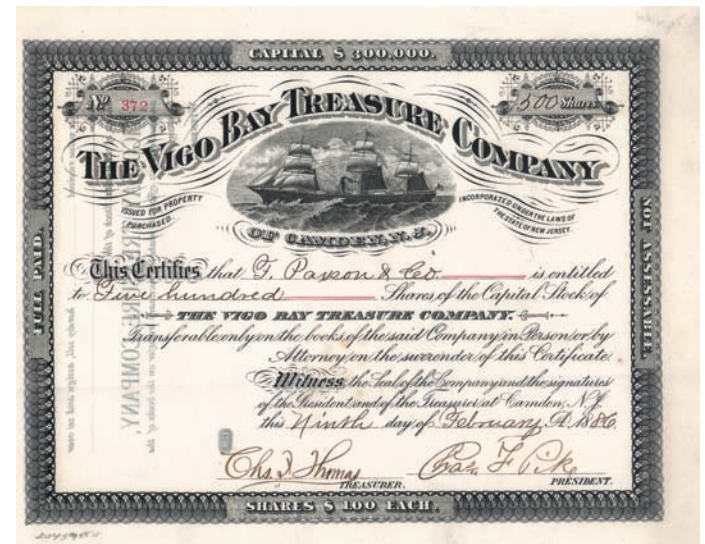 CAPITAL $ 300,000.
No 372
500 Shares
THE VIGO BAY TREASURE COMPANY
ISSUED FOR PROPERTY
PURCHASED.
INCORPORATED UNDER THE LAWS OF
THE STATE OF NEW JERSEY.
OF CAMDEN, N. J.
FULL PAID.
NOT ASSESSABLE.
This Certifies that F. Paxson & Co. is entitled
to Five hundred Shares of the Capital Stock of
THE VIGO BAY TREASURE COMPANY.
Transferable only on the books of the said Company in Person or by
Attorney on the surrender of this Certificate.
Witness the Seal of the Company and the signatures
of the President and of the Treasurer at Camden, N.J.
this Ninth day of February A. 1886.
Chs. Thomas
TREASURER.
F. Pike
PRESIDENT.
SHARES $ 100 EACH.